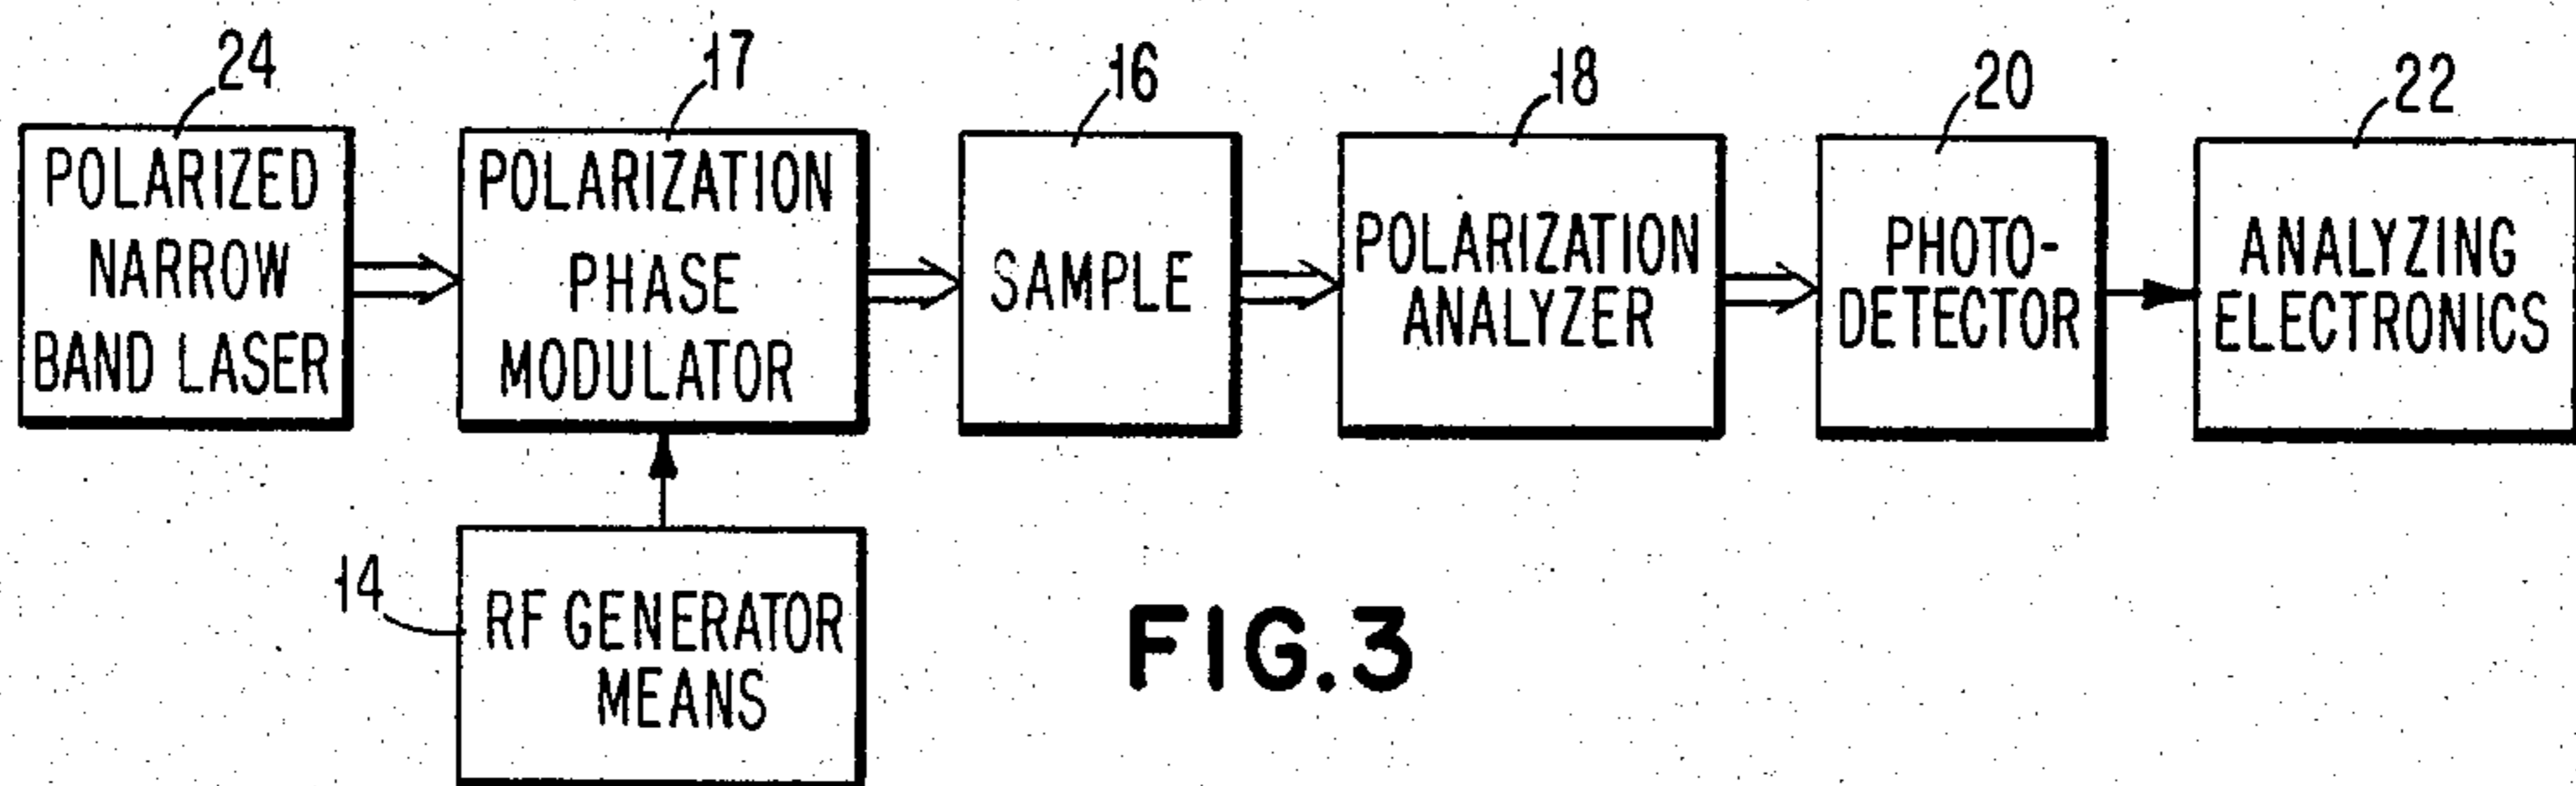 24
POLARIZED
NARROW
BAND LASER
17
POLARIZATION
PHASE
MODULATOR
16
SAMPLE
18
POLARIZATION
ANALYZER
20
PHOTO-
DETECTOR
22
ANALYZING
ELECTRONICS
14
RF GENERATOR
MEANS
FIG.3